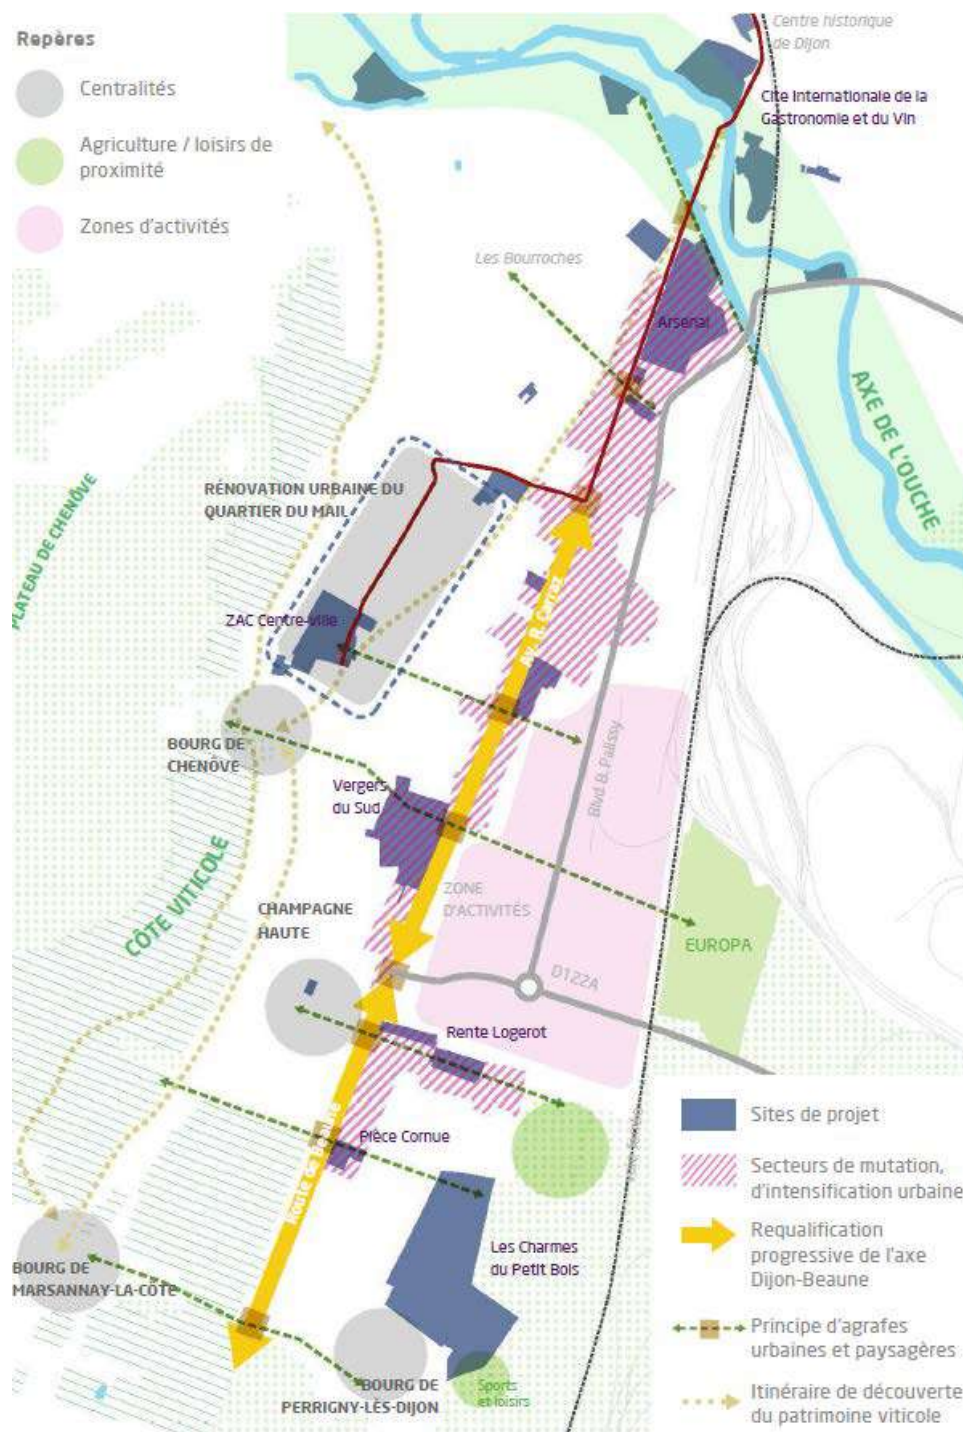 Repères
Centralités
Agriculture / loisirs de
proximité
Zones d'activités
Centre historique
de Dijon
Cité Internationale de la
Gastronomie et du Vin
Les Bourroches
Arsenal
AXE DE L'OUCHE
PLATEAU DE CHENÔVE
RÉNOVATION URBAINE DU
QUARTIER DU MAIL
ZAC Centre-ville
Av. R. Carraz
BOURG DE
CHENÔVE
Vergers
du Sud
Blvd B. Palissy
CÔTE VITICOLE
CHAMPAGNE
HAUTE
ZONE
D'ACTIVITÉS
EUROPA
D122A
Rente Logerot
Pièce Cornue
Route de Beaune
Les Charmes
du Petit Bois
BOURG DE
MARSANNAY-LA-CÔTE
BOURG DE
PERRIGNY-LÈS-DIJON
Sports
et loisirs
Sites de projet
Secteurs de mutation,
d'intensification urbaine
Requalification
progressive de l'axe
Dijon-Beaune
Principe d'agrafes
urbaines et paysagères
Itinéraire de découverte
du patrimoine viticole